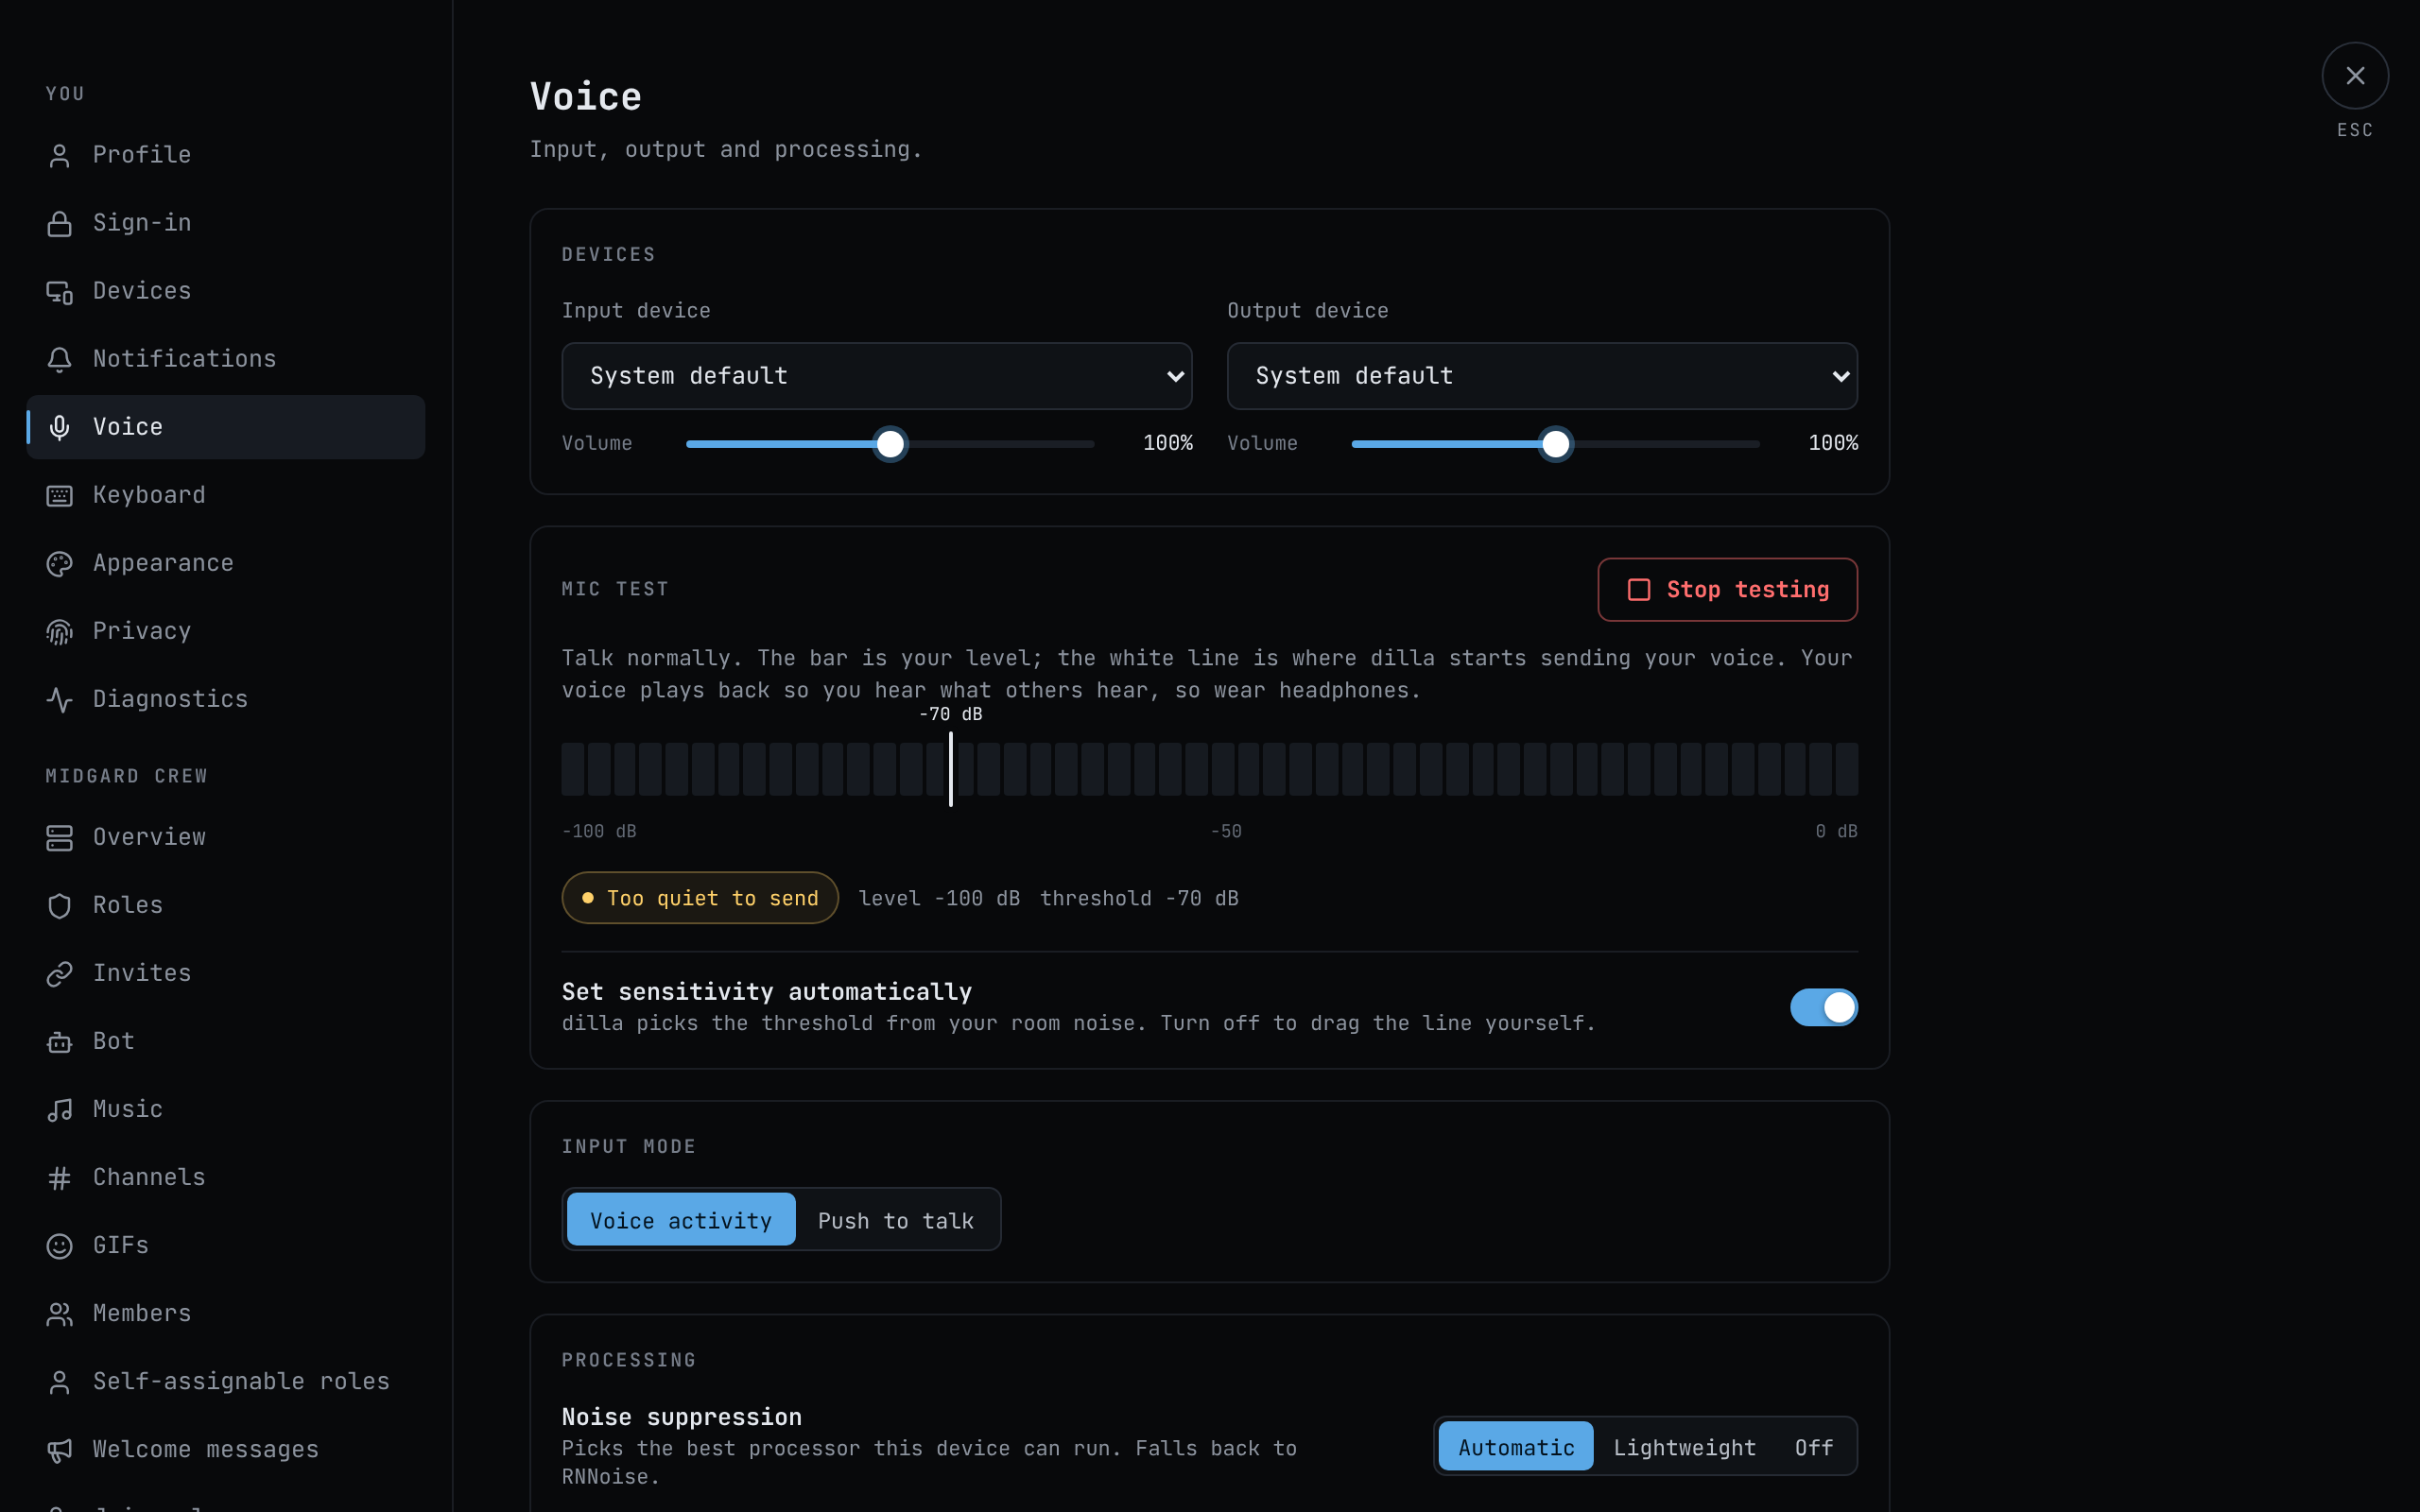 YOU
Profile
Sign-in
Devices
Notifications
Voice
Keyboard
Appearance
Privacy
Diagnostics
MIDGARD CREW
Overview
Roles
Invites
Bot
Music
Channels
GIFs
Members
Self-assignable roles
Welcome messages
Voice
Input, output and processing.
ESC
DEVICES
Input device
Output device
System default
System default
Volume
100%
Volume
100%
MIC TEST
Stop testing
Talk normally. The bar is your level; the white line is where dilla starts sending your voice. Your
voice plays back so you hear what others hear, so wear headphones.
-70 dB
-100 dB
-50
0 dB
Too quiet to send
level -100 dB
threshold -70 dB
Set sensitivity automatically
dilla picks the threshold from your room noise. Turn off to drag the line yourself.
INPUT MODE
Voice activity
Push to talk
PROCESSING
Noise suppression
Picks the best processor this device can run. Falls back to
RNNoise.
Automatic
Lightweight
Off